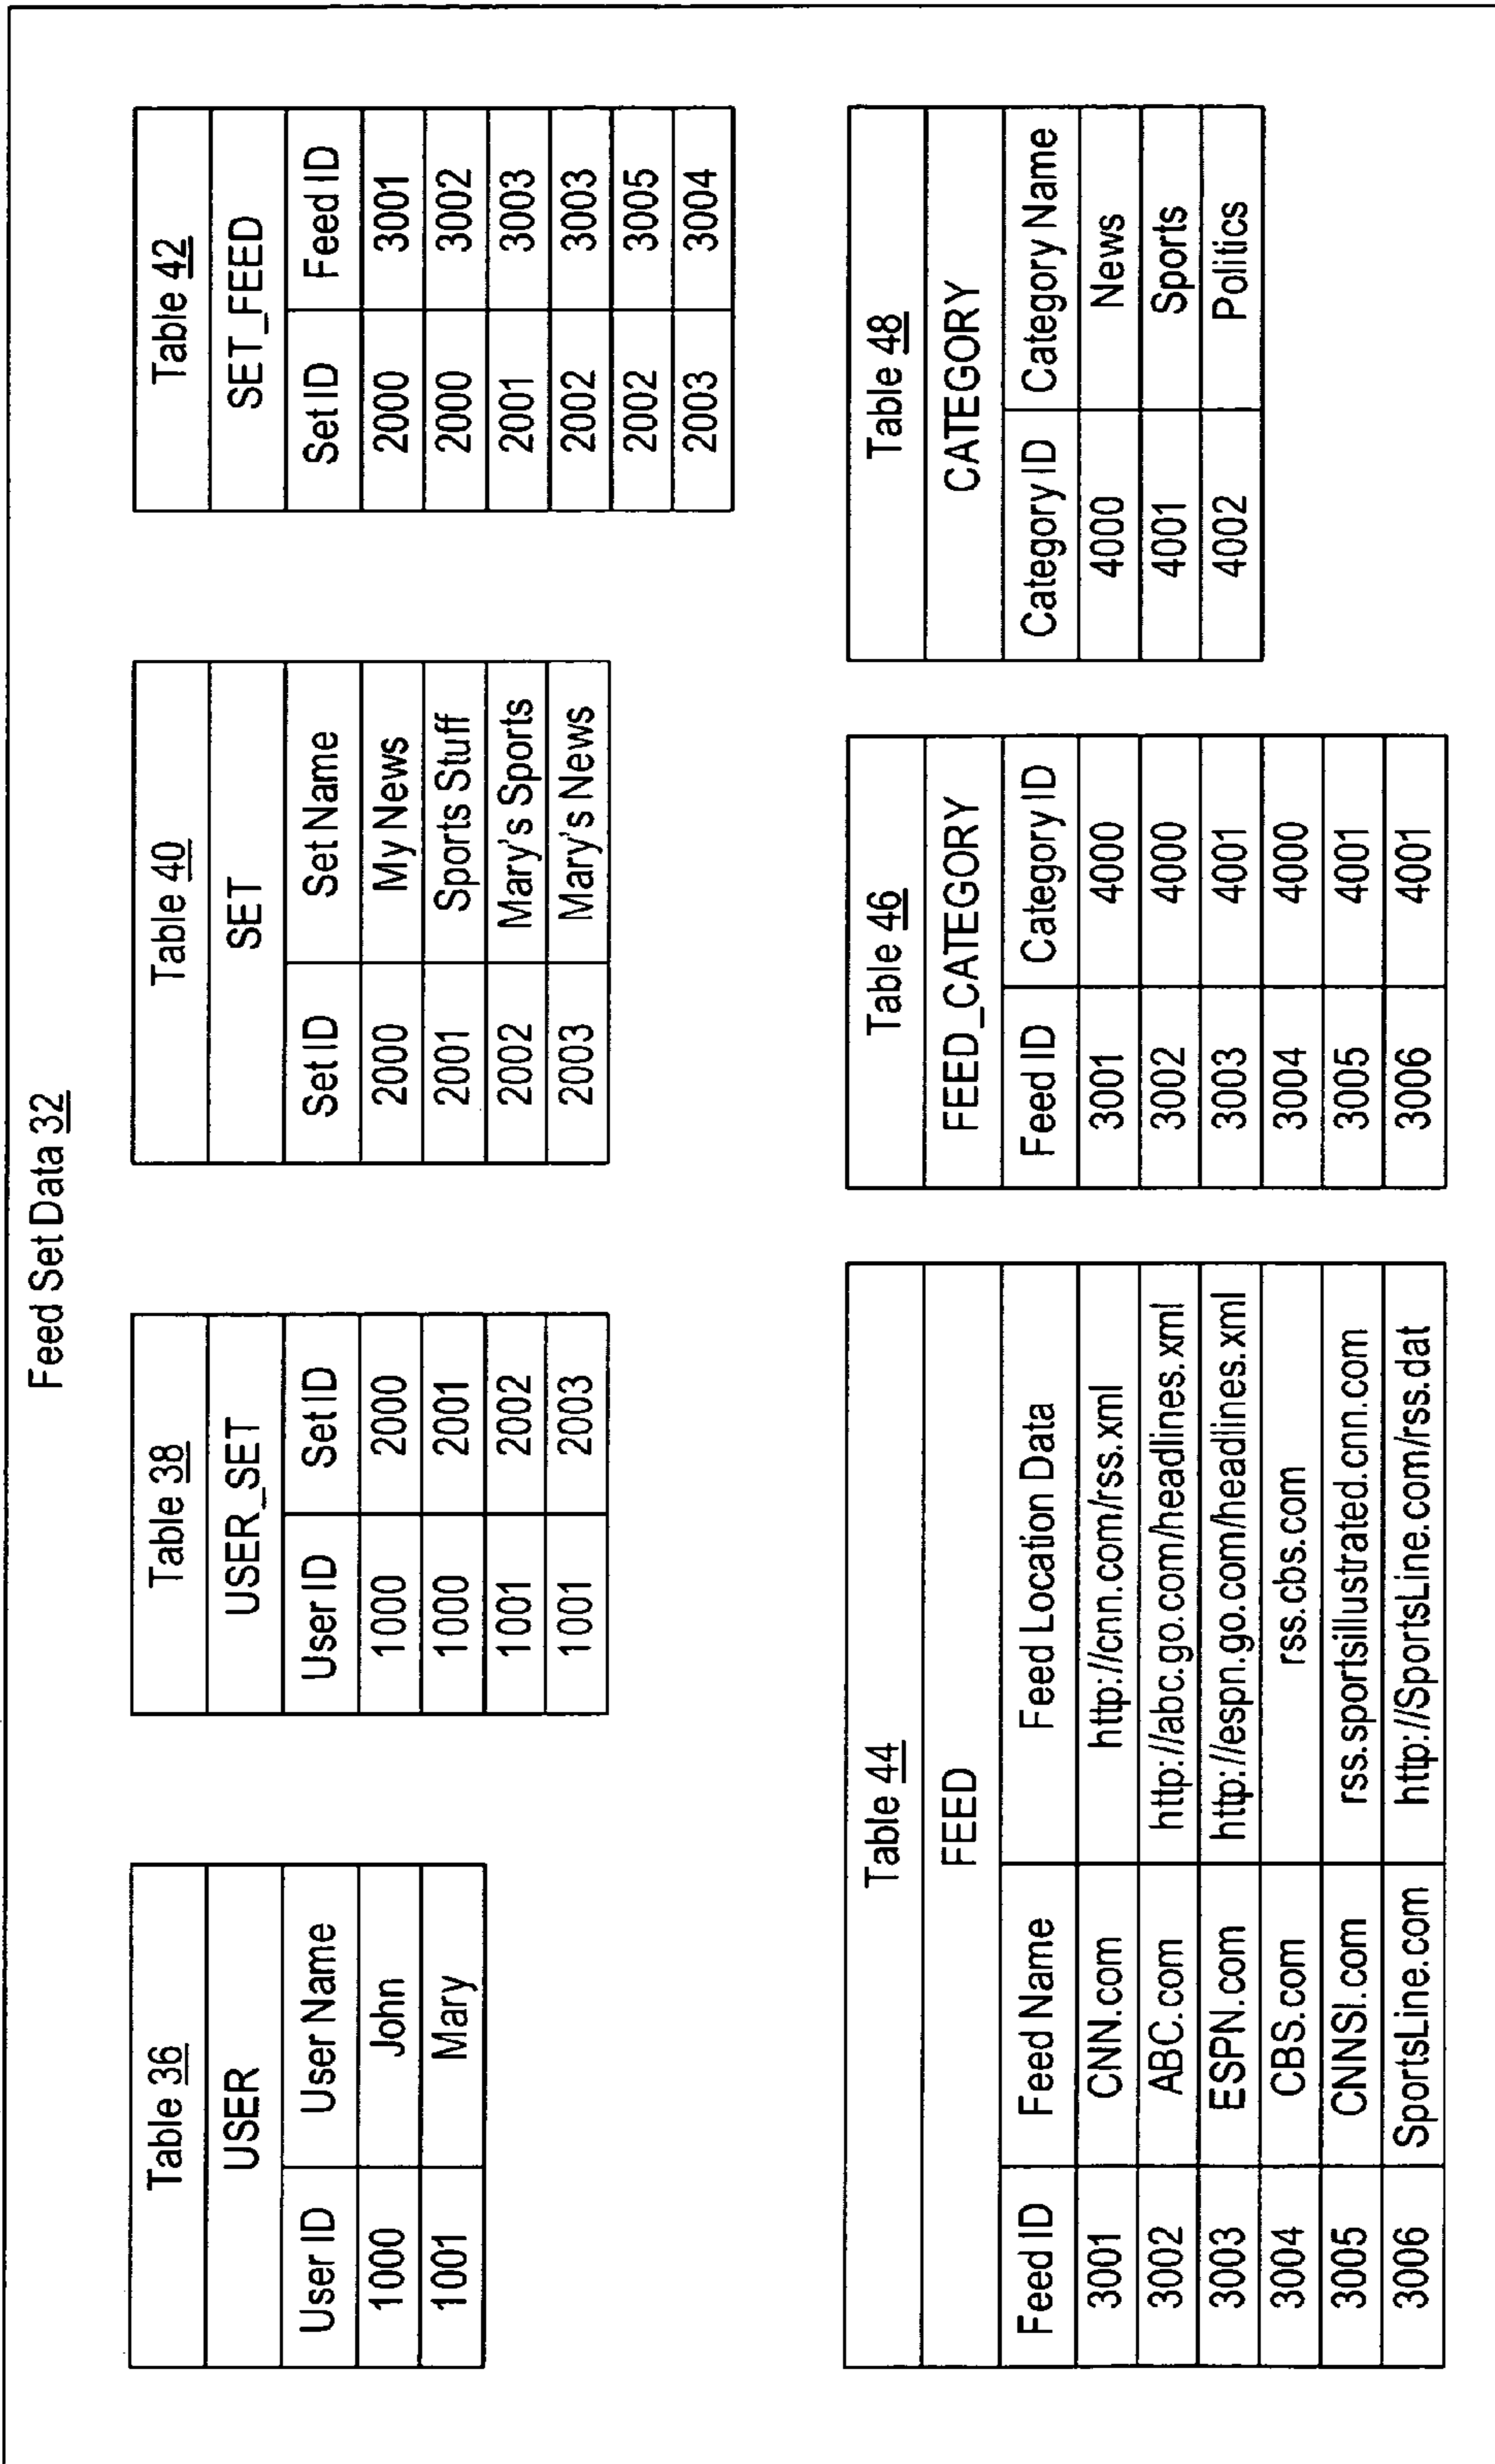 Feed Set Data 32
Table 36
USER
User ID User Name
1000 John
1001 Mary
Table 38
USER_SET
User ID Set ID
1000 2000
1000 2001
1001 2002
1001 2003
Table 40
SET
Set ID Set Name
2000 My News
2001 Sports Stuff
2002 Mary's Sports
2003 Mary's News
Table 42
SET_FEED
Set ID Feed ID
2000 3001
2000 3002
2001 3003
2002 3003
2002 3005
2003 3004
Table 44
FEED
Feed ID Feed Name Feed Location Data
3001 CNN.com http://cnn.com/rss.xml
3002 ABC.com http://abc.go.com/headlines.xml
3003 ESPN.com http://espn.go.com/headlines.xml
3004 CBS.com rss.cbs.com
3005 CNNSI.com rss.sportsillustrated.cnn.com
3006 SportsLine.com http://SportsLine.com/rss.dat
Table 46
FEED_CATEGORY
Feed ID Category ID
3001 4000
3002 4000
3003 4001
3004 4000
3005 4001
3006 4001
Table 48
CATEGORY
Category ID Category Name
4000 News
4001 Sports
4002 Politics